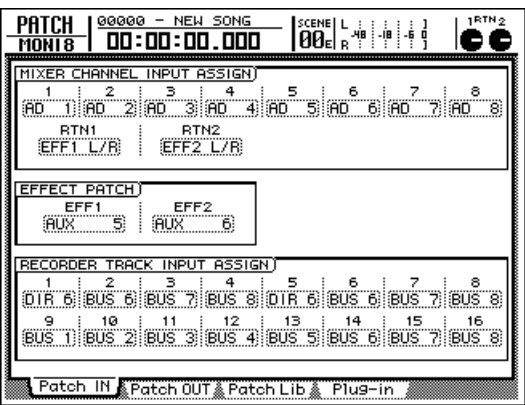 PATCH 00000 - NEW SONG SCENE L 1RTN2
MONI8 00:00:00.000 00E R -48 -18 -6 0
MIXER CHANNEL INPUT ASSIGN
1 2 3 4 5 6 7 8
AD 1 AD 2 AD 3 AD 4 AD 5 AD 6 AD 7 AD 8
RTN1 RTN2
EFF1 L/R EFF2 L/R
EFFECT PATCH
EFF1 EFF2
AUX 5 AUX 6
RECORDER TRACK INPUT ASSIGN
1 2 3 4 5 6 7 8
DIR 6 BUS 6 BUS 7 BUS 8 DIR 6 BUS 6 BUS 7 BUS 8
9 10 11 12 13 14 15 16
BUS 1 BUS 2 BUS 3 BUS 4 BUS 5 BUS 6 BUS 7 BUS 8
Patch IN Patch OUT Patch Lib Plug-in